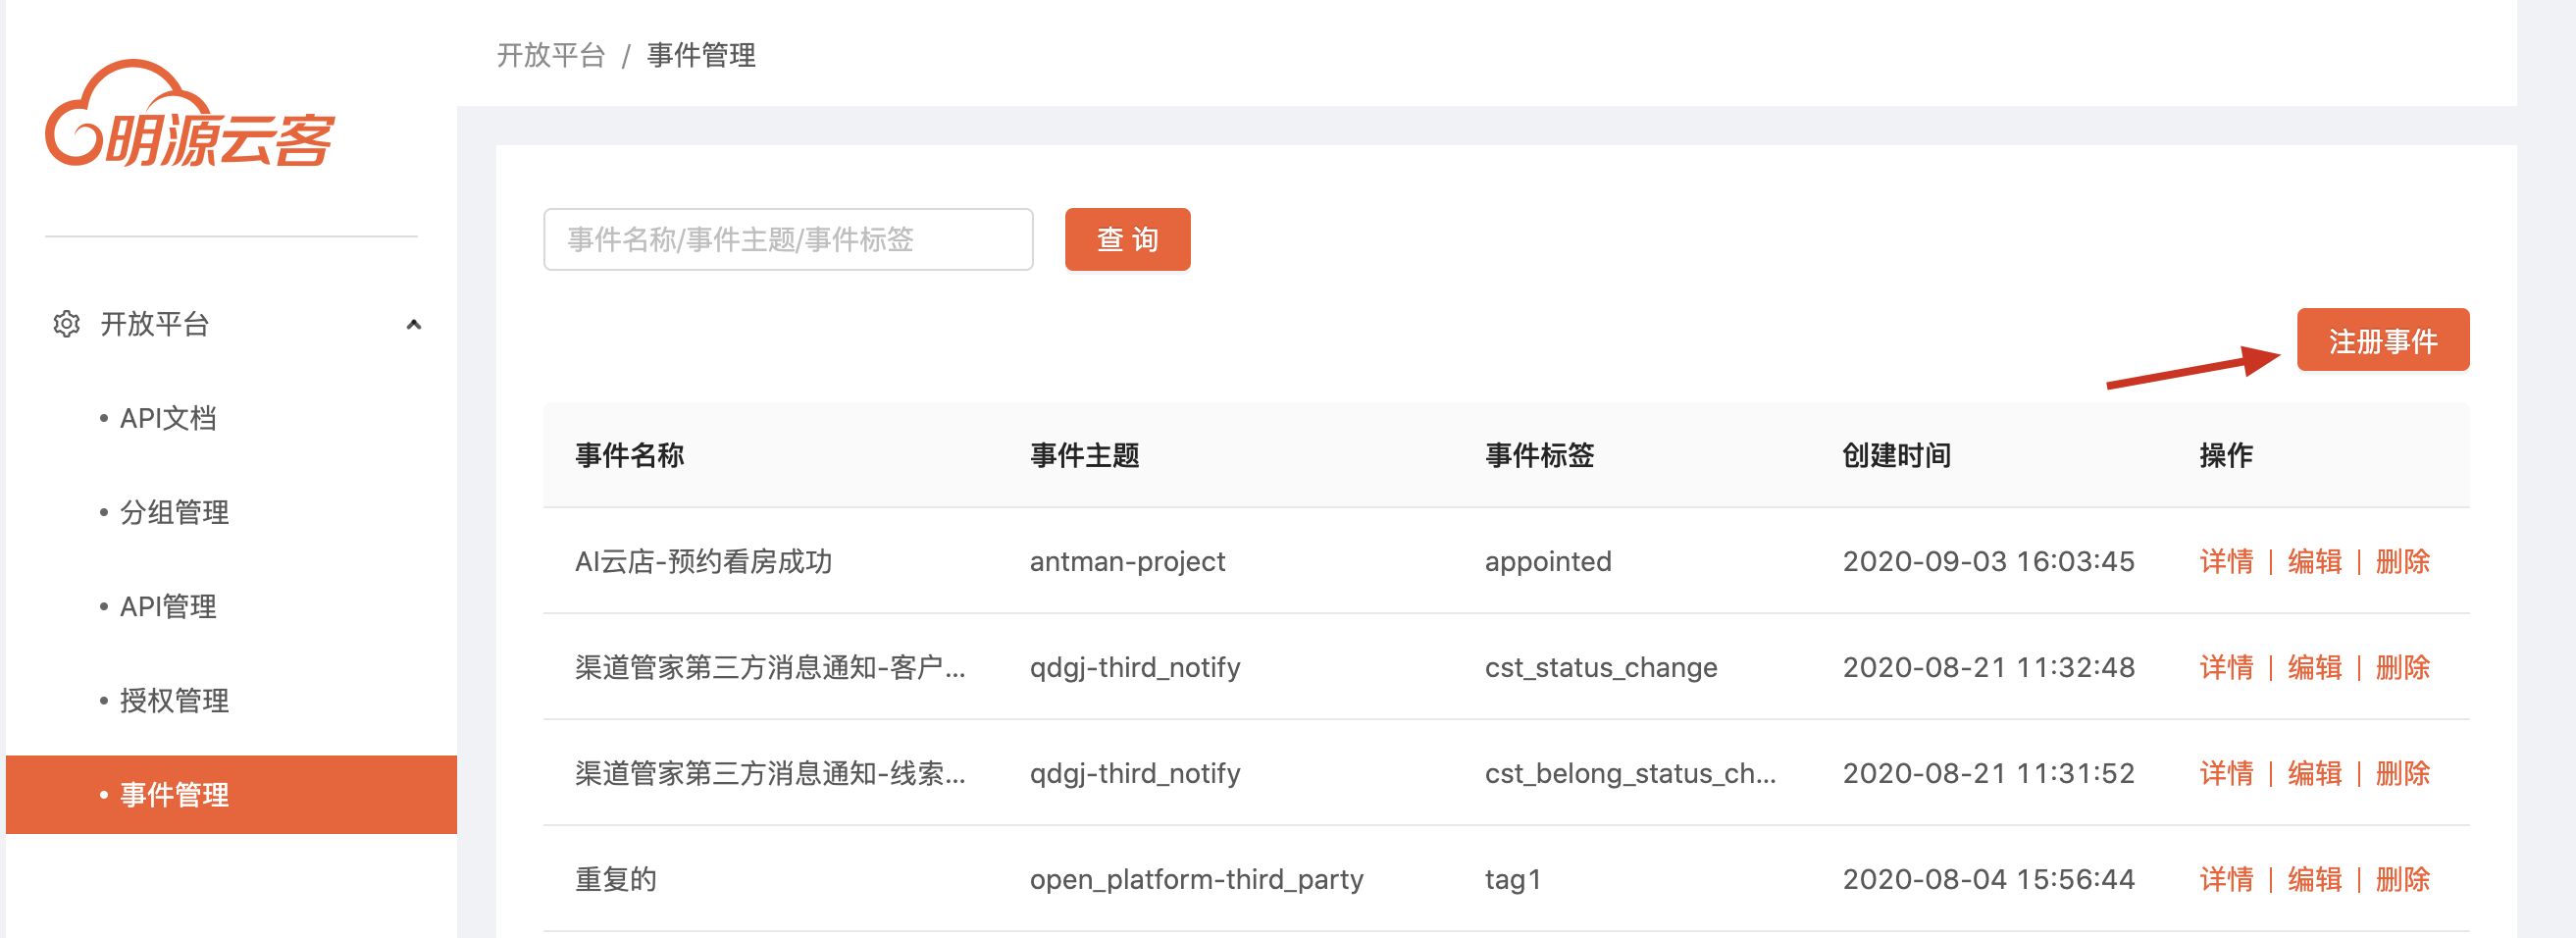 明源云客
开放平台 / 事件管理
事件名称/事件主题/事件标签 查 询
开放平台
API文档
分组管理
API管理
授权管理
事件管理
注册事件
事件名称 事件主题 事件标签 创建时间 操作
AI云店-预约看房成功 antman-project appointed 2020-09-03 16:03:45 详情 | 编辑 | 删除
渠道管家第三方消息通知-客户... qdgj-third_notify cst_status_change 2020-08-21 11:32:48 详情 | 编辑 | 删除
渠道管家第三方消息通知-线索... qdgj-third_notify cst_belong_status_ch... 2020-08-21 11:31:52 详情 | 编辑 | 删除
重复的 open_platform-third_party tag1 2020-08-04 15:56:44 详情 | 编辑 | 删除